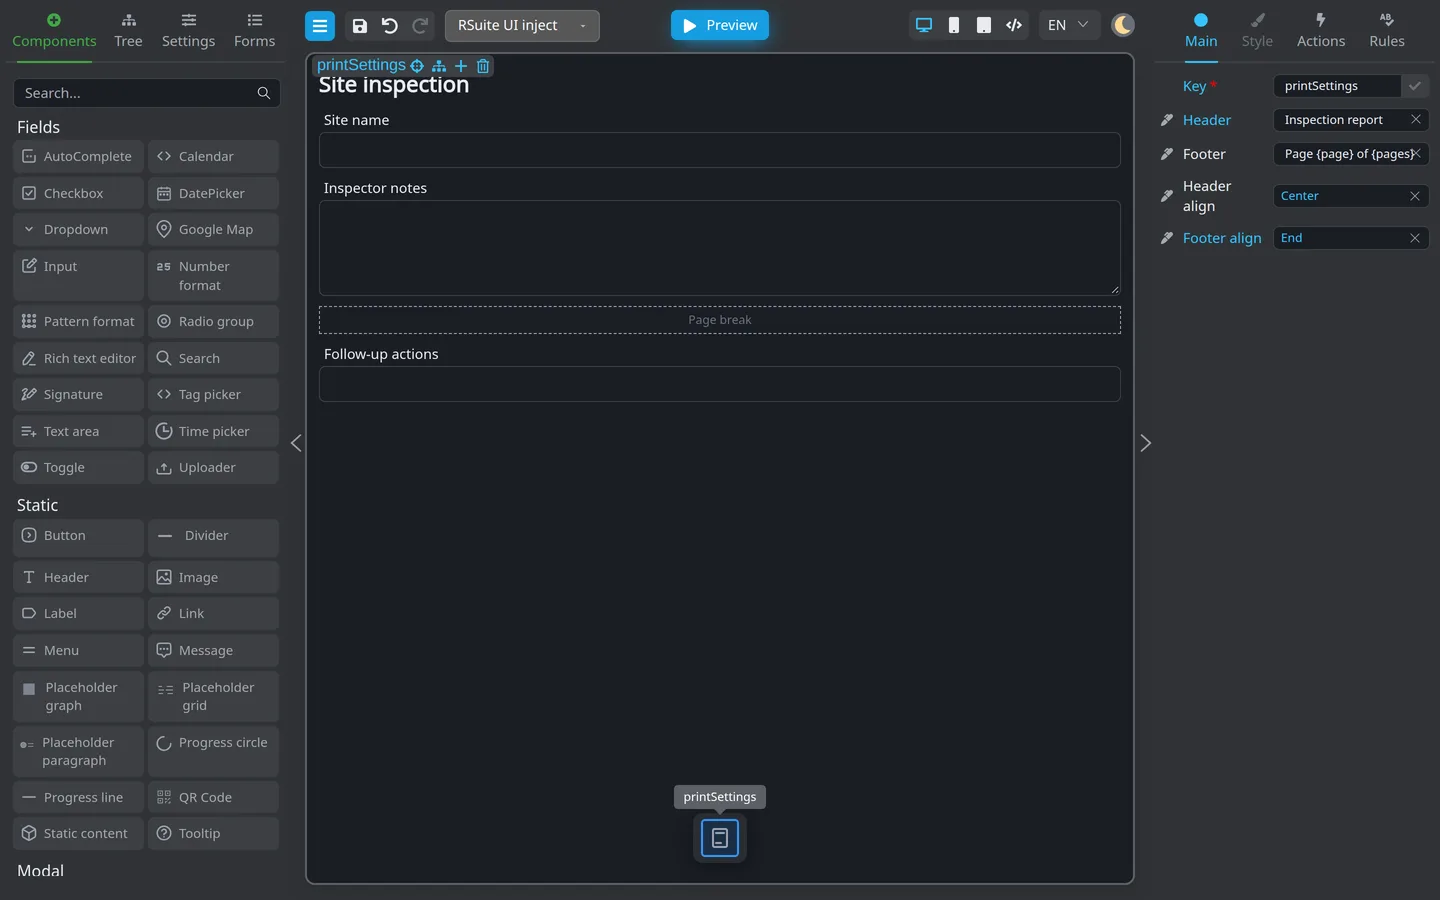 Components
Tree
Settings
Forms
RSuite UI inject
Preview
EN
Main
Style
Actions
AB
Rules
Search...
Fields
AutoComplete
Calendar
Checkbox
DatePicker
Dropdown
Google Map
Input
25
Number
format
Pattern format
Radio group
Rich text editor
Search
Signature
Tag picker
Text area
Time picker
Toggle
Uploader
Static
Button
Divider
Header
Image
Label
Link
Menu
Message
Placeholder
graph
Placeholder
grid
Placeholder
paragraph
Progress circle
Progress line
QR Code
Static content
Tooltip
Modal
printSettings
Site inspection
Site name
Inspector notes
Page break
Follow-up actions
printSettings
Key *
printSettings
Header
Inspection report
Footer
Page {page} of {pages}
Header
align
Center
Footer align
End